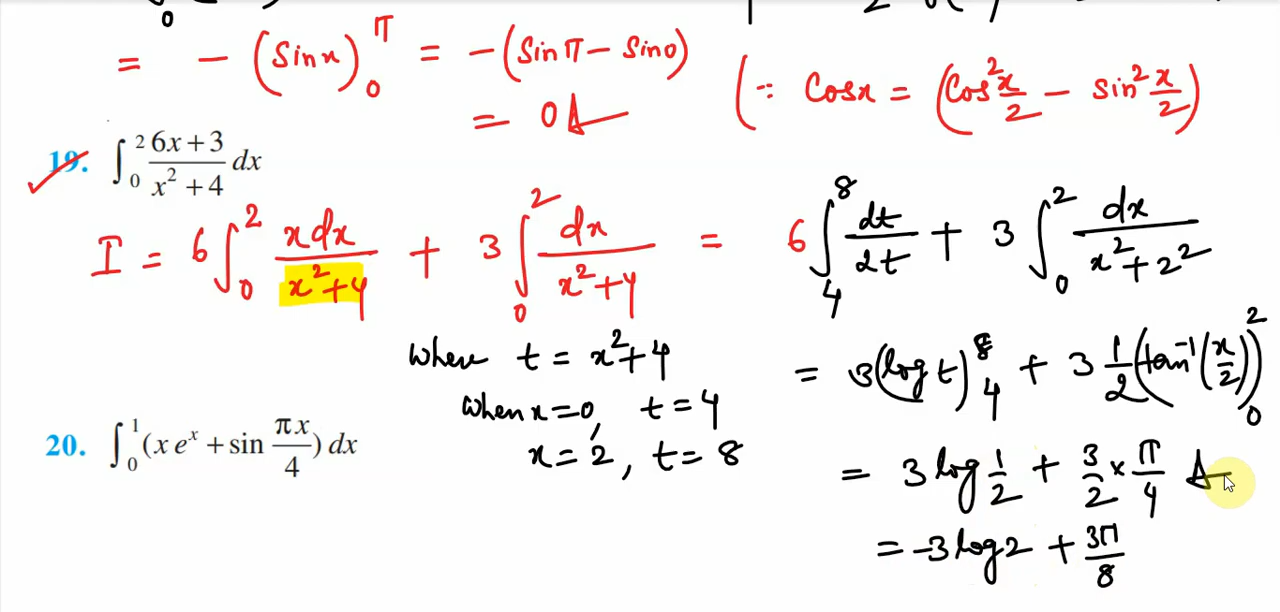 0
= - (Sin x)₀^π = -(Sin π - Sin 0)
= 0 A
(∵ Cos x = (Cos² x/2 - sin² x/2)
19. ∫₀² (6x + 3)/(x² + 4) dx
I = 6 ∫₀² x dx/(x²+4) + 3 ∫₀² dx/(x²+4) = 6 ∫₄⁸ dt/2t + 3 ∫₀² dx/(x²+2²)
Where t = x²+4
= 3(log t)₄⁸ + 3 1/2 (tan⁻¹(x/2))₀²
When x=0, t=4
x=2, t=8
= 3 log 1/2 + 3/2 × π/4 A
= -3 log 2 + 3π/8
20. ∫₀¹ (x eˣ + sin πx/4) dx